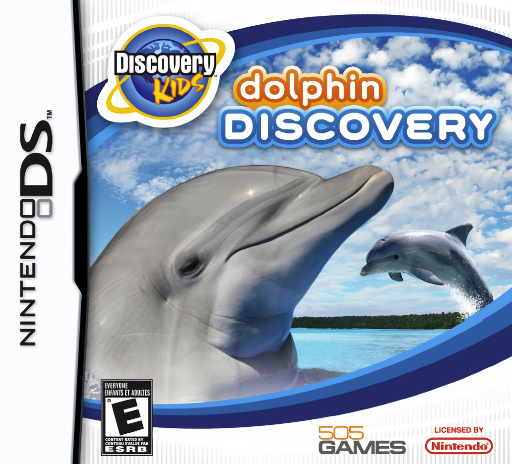 NINTENDO DS™
DISCOVERY
KIDS
dolphin
DISCOVERY
EVERYONE
ENFANTS ET ADULTES
E
CONTENT RATED BY
CONTENU ÉVALUÉ PAR
ESRB
505
GAMES
LICENSED BY
Nintendo®